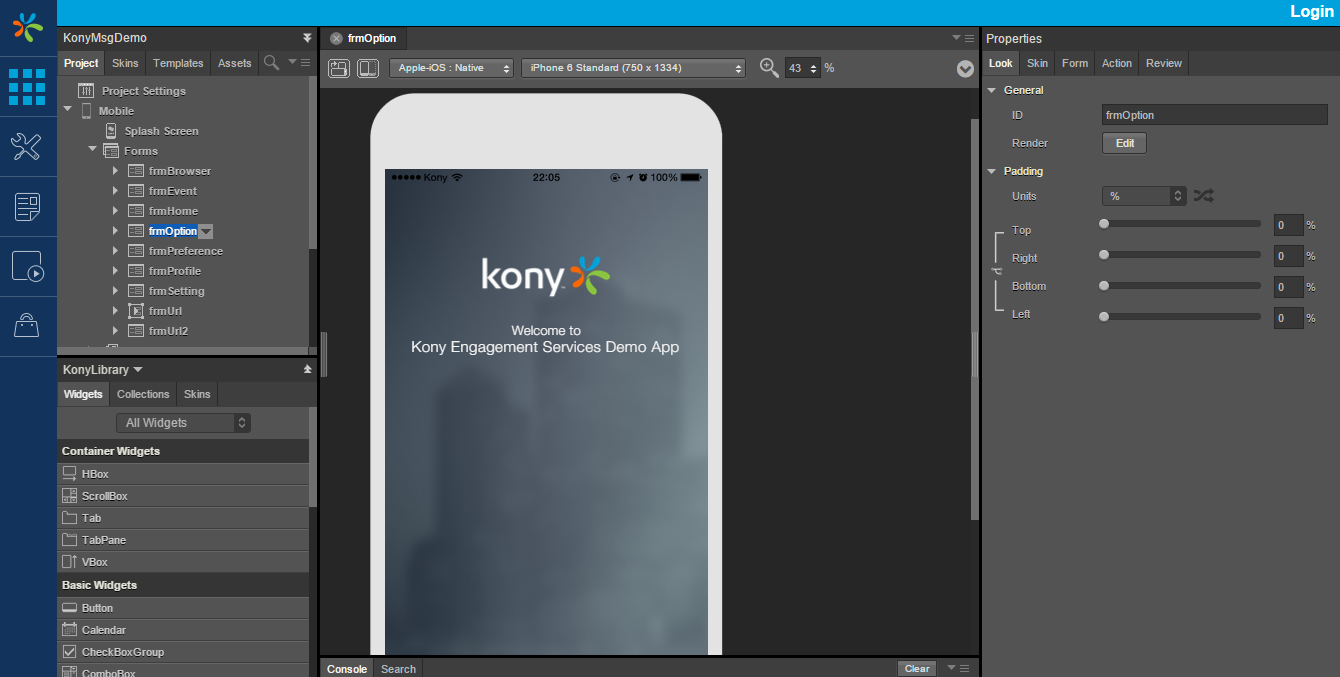 Login
KonyMsgDemo
Project Skins Templates Assets
Project Settings
Mobile
Splash Screen
Forms
frmBrowser
frmEvent
frmHome
frmOption
frmPreference
frmProfile
frmSetting
frmUrl
frmUrl2
KonyLibrary
Widgets Collections Skins
All Widgets
Container Widgets
HBox
ScrollBox
Tab
TabPane
VBox
Basic Widgets
Button
Calendar
CheckBoxGroup
ComboBox
frmOption
Apple-iOS : Native iPhone 6 Standard (750 x 1334) 43 %
Kony 22:05 100%
kony
Welcome to
Kony Engagement Services Demo App
Console Search Clear
Properties
Look Skin Form Action Review
General
ID frmOption
Render Edit
Padding
Units %
Top 0 %
Right 0 %
Bottom 0 %
Left 0 %